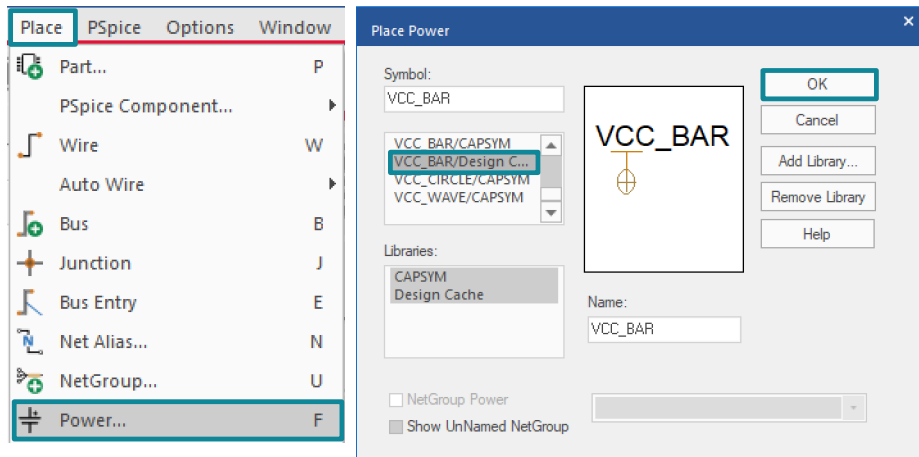 Place PSpice Options Window
Part... P
PSpice Component...
Wire W
Auto Wire
Bus B
Junction J
Bus Entry E
Net Alias... N
NetGroup... U
Power... F
Place Power
Symbol:
VCC_BAR
VCC_BAR/CAPSYM
VCC_BAR/Design C...
VCC_CIRCLE/CAPSYM
VCC_WAVE/CAPSYM
Libraries:
CAPSYM
Design Cache
VCC_BAR
Name:
VCC_BAR
OK
Cancel
Add Library...
Remove Library
Help
NetGroup Power
Show UnNamed NetGroup